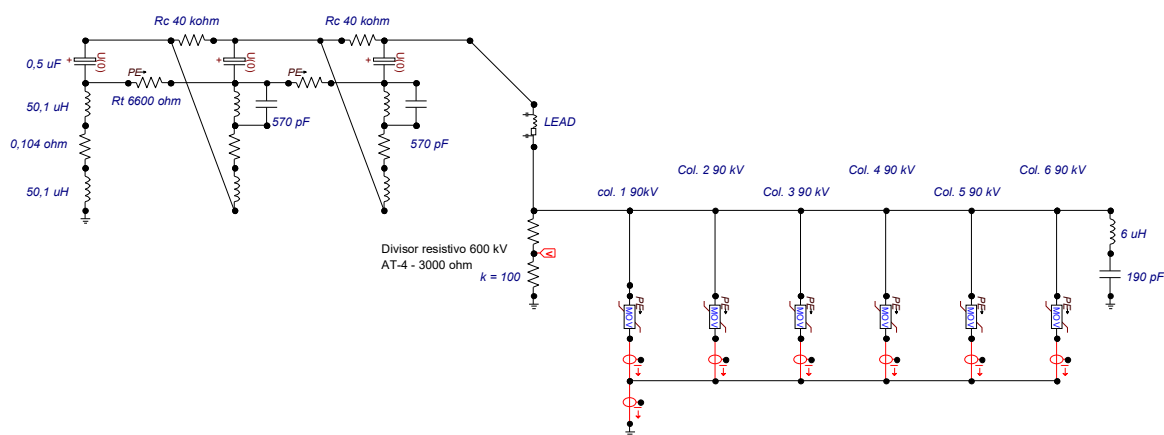 Rc 40 kohm
Rc 40 kohm
0,5 uF
+
U(0)
+
U(0)
+
U(0)
PE
PE
Rt 6600 ohm
50,1 uH
570 pF
570 pF
0,104 ohm
50,1 uH
LEAD
col. 1 90kV
Col. 2 90 kV
Col. 3 90 kV
Col. 4 90 kV
Col. 5 90 kV
Col. 6 90 kV
Divisor resistivo 600 kV
AT-4 - 3000 ohm
k = 100
V
6 uH
190 pF
PE
PE
PE
PE
PE
PE
MOV
MOV
MOV
MOV
MOV
MOV
I
I
I
I
I
I
I